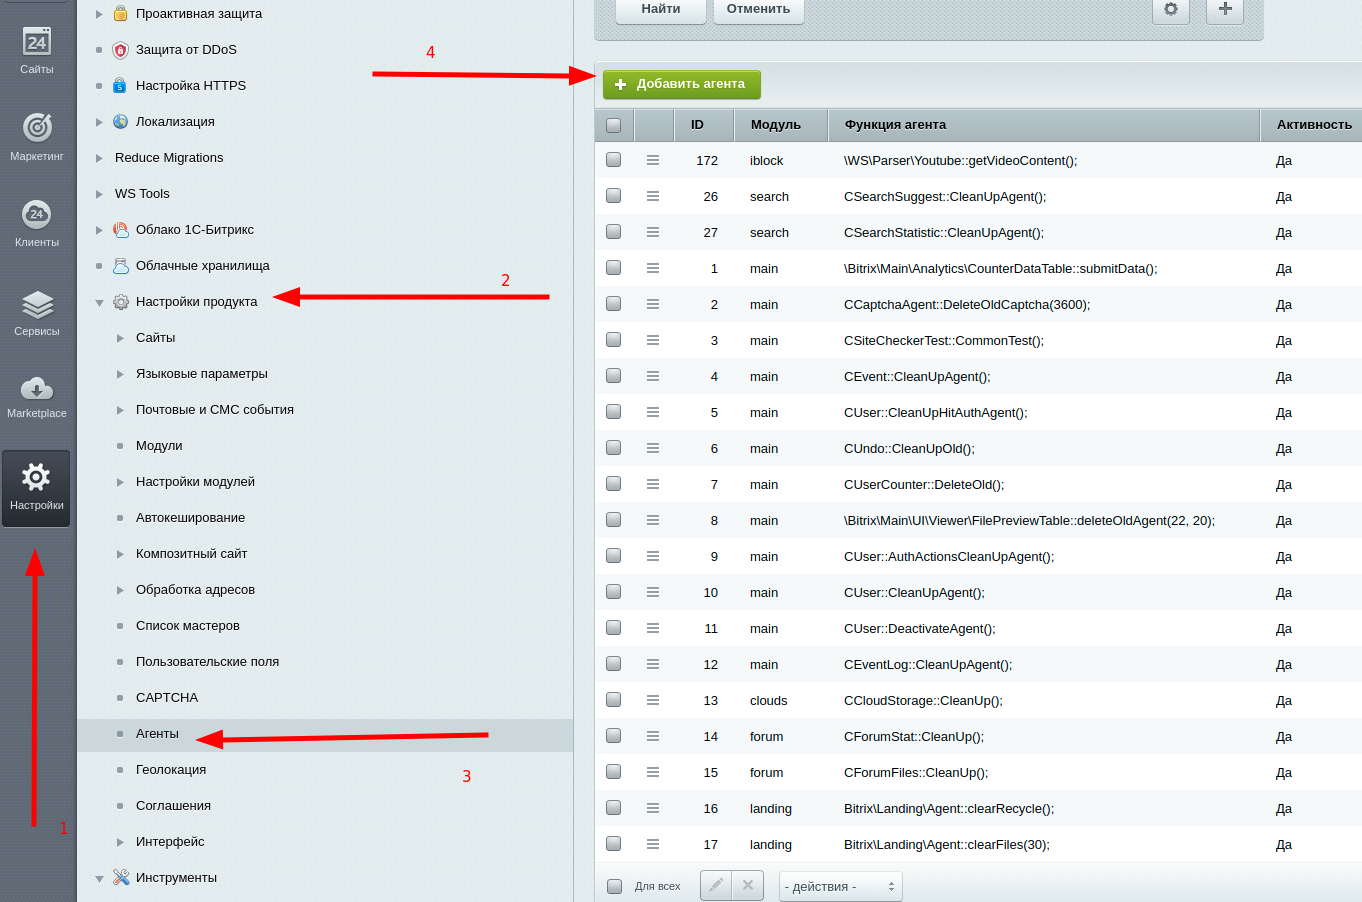 24
Сайты
Маркетинг
24
Клиенты
Сервисы
Marketplace
Настройки
1
Проактивная защита
Защита от DDoS
S
Настройка HTTPS
Локализация
Reduce Migrations
WS Tools
Облако 1С-Битрикс
Облачные хранилища
Настройки продукта
2
Сайты
Языковые параметры
Почтовые и СМС события
Модули
Настройки модулей
Автокеширование
Композитный сайт
Обработка адресов
Список мастеров
Пользовательские поля
CAPTCHA
Агенты
3
Геолокация
Соглашения
Интерфейс
Инструменты
4
Найти Отменить
Добавить агента
ID Модуль Функция агента Активность
172 iblock \WS\Parser\Youtube::getVideoContent(); Да
26 search CSearchSuggest::CleanUpAgent(); Да
27 search CSearchStatistic::CleanUpAgent(); Да
1 main \Bitrix\Main\Analytics\CounterDataTable::submitData(); Да
2 main CCaptchaAgent::DeleteOldCaptcha(3600); Да
3 main CSiteCheckerTest::CommonTest(); Да
4 main CEvent::CleanUpAgent(); Да
5 main CUser::CleanUpHitAuthAgent(); Да
6 main CUndo::CleanUpOld(); Да
7 main CUserCounter::DeleteOld(); Да
8 main \Bitrix\Main\UI\Viewer\FilePreviewTable::deleteOldAgent(22, 20); Да
9 main CUser::AuthActionsCleanUpAgent(); Да
10 main CUser::CleanUpAgent(); Да
11 main CUser::DeactivateAgent(); Да
12 main CEventLog::CleanUpAgent(); Да
13 clouds CCloudStorage::CleanUp(); Да
14 forum CForumStat::CleanUp(); Да
15 forum CForumFiles::CleanUp(); Да
16 landing Bitrix\Landing\Agent::clearRecycle(); Да
17 landing Bitrix\Landing\Agent::clearFiles(30); Да
Для всех - действия -